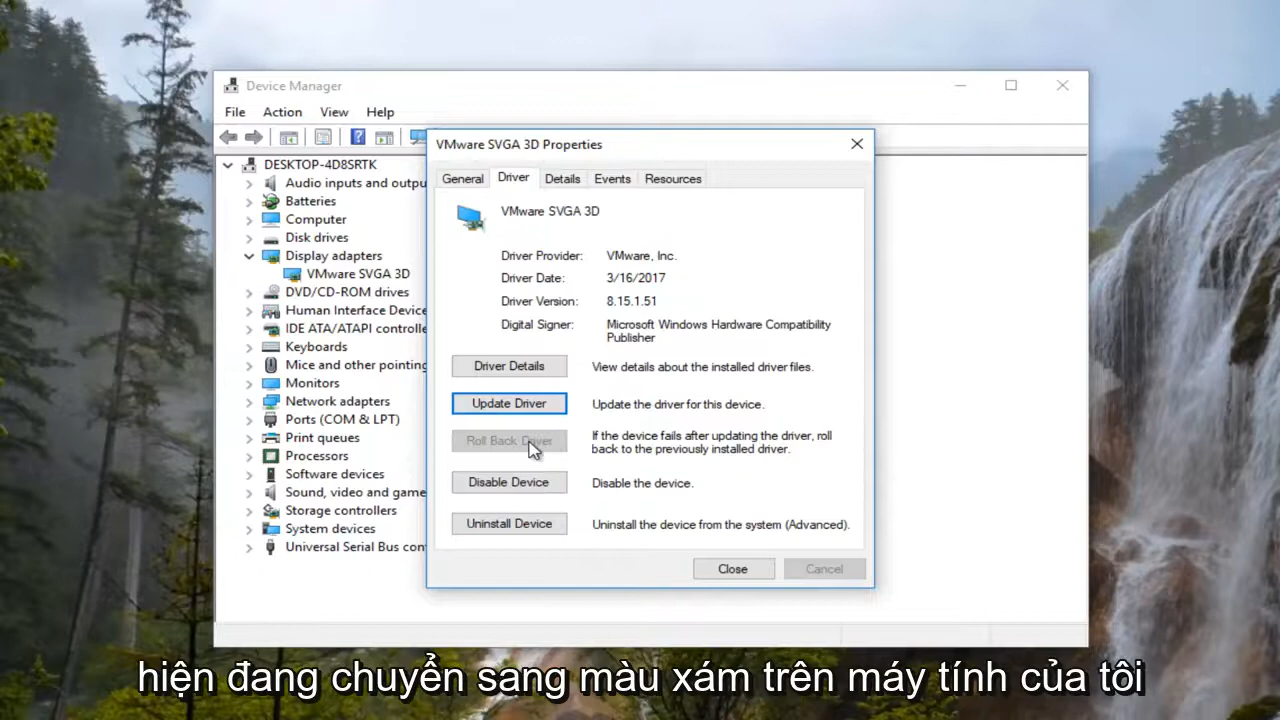 Device Manager
File Action View Help
DESKTOP-4D8SRTK
Audio inputs and outpu
Batteries
Computer
Disk drives
Display adapters
VMware SVGA 3D
DVD/CD-ROM drives
Human Interface Device
IDE ATA/ATAPI controlle
Keyboards
Mice and other pointing
Monitors
Network adapters
Ports (COM & LPT)
Print queues
Processors
Software devices
Sound, video and game
Storage controllers
System devices
Universal Serial Bus con
VMware SVGA 3D Properties
General Driver Details Events Resources
VMware SVGA 3D
Driver Provider: VMware, Inc.
Driver Date: 3/16/2017
Driver Version: 8.15.1.51
Digital Signer: Microsoft Windows Hardware Compatibility
Publisher
Driver Details View details about the installed driver files.
Update Driver Update the driver for this device.
Roll Back Driver If the device fails after updating the driver, roll
back to the previously installed driver.
Disable Device Disable the device.
Uninstall Device Uninstall the device from the system (Advanced).
Close Cancel
hiện đang chuyển sang màu xám trên máy tính của tôi